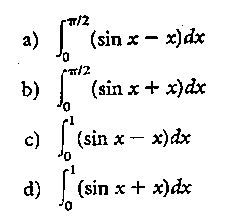 a) ∫₀^{π/2} (sin x − x)dx
b) ∫₀^{π/2} (sin x + x)dx
c) ∫₀^{1} (sin x − x)dx
d) ∫₀^{1} (sin x + x)dx